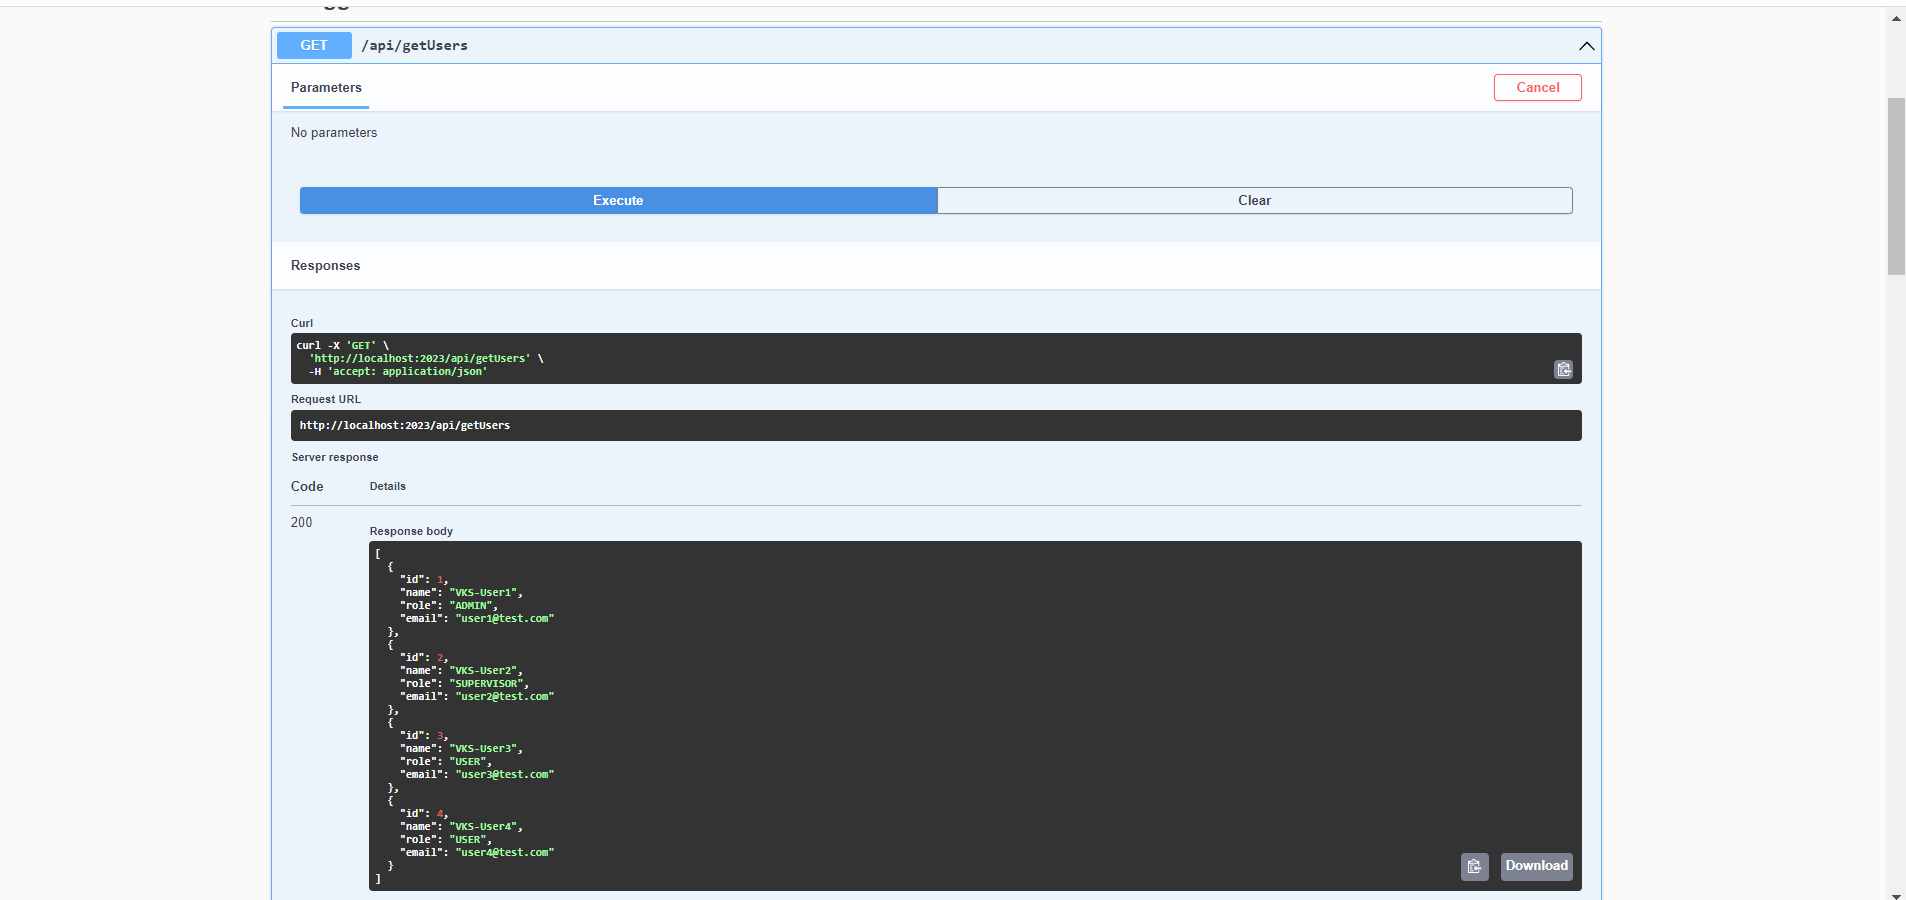 GET /api/getUsers
Parameters
Cancel
No parameters
Execute
Clear
Responses
Curl
curl -X 'GET' \
  'http://localhost:2023/api/getUsers' \
  -H 'accept: application/json'
Request URL
http://localhost:2023/api/getUsers
Server response
Code Details
200
Response body
[
  {
    "id": 1,
    "name": "VKS-User1",
    "role": "ADMIN",
    "email": "user1@test.com"
  },
  {
    "id": 2,
    "name": "VKS-User2",
    "role": "SUPERVISOR",
    "email": "user2@test.com"
  },
  {
    "id": 3,
    "name": "VKS-User3",
    "role": "USER",
    "email": "user3@test.com"
  },
  {
    "id": 4,
    "name": "VKS-User4",
    "role": "USER",
    "email": "user4@test.com"
  }
]
Download